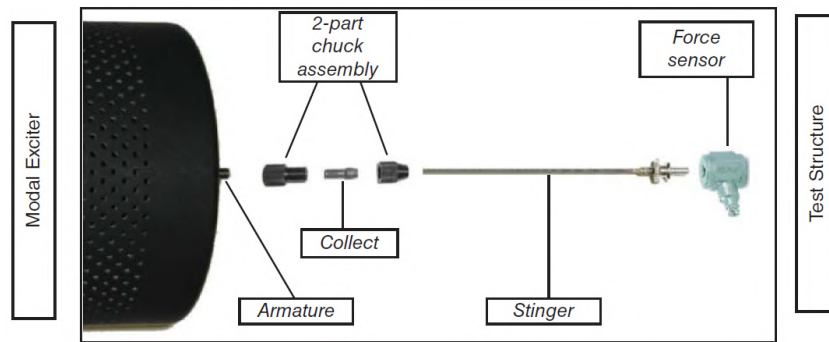 Modal Exciter
2-part
chuck
assembly
Force
sensor
Collect
Armature
Stinger
Test Structure